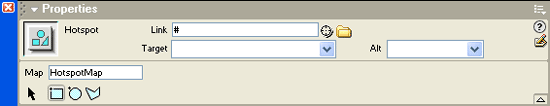 Properties
Hotspot
Link #
Target
Alt
Map HotspotMap